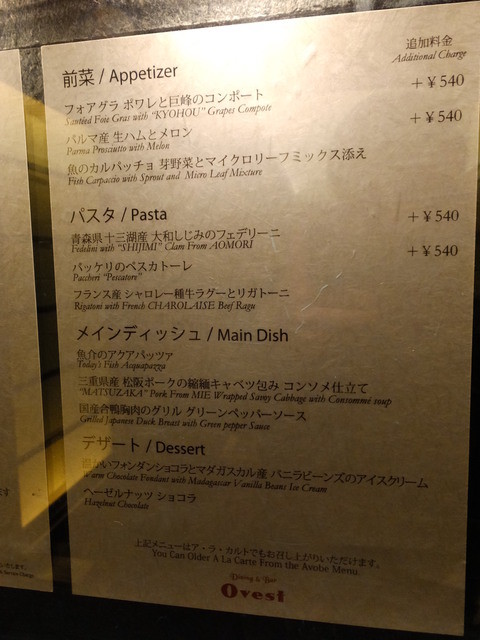 追加料金
Additional Charge
前菜 / Appetizer
+¥540
フォアグラ ポワレと巨峰のコンポート
Santéed Foie Gras with "KYOHOU" Grapes Compote
+¥540
パルマ産 生ハムとメロン
Parma Prosciutto with Melon
魚のカルパッチョ 芽野菜とマイクロリーフミックス添え
Fish Carpaccio with Sprout and Micro Leaf Mixture
パスタ / Pasta
+¥540
青森県十三湖産 大和しじみのフェデリーニ
Fedelini with "SHIJIMI" Clam From AOMORI
+¥540
パッケリのペスカトーレ
Paccheri "Pescatore"
フランス産 シャロレー種牛ラグーとリガトーニ
Rigatoni with French CHAROLAISE Beef Ragu
メインディッシュ / Main Dish
魚介のアクアパッツァ
Today's Fish Acquapazza
三重県産 松阪ポークの縮緬キャベツ包み コンソメ仕立て
"MATSUZAKA" Pork From MIE Wrapped Samy Cabbage with Consommé soup
国産合鴨胸肉のグリル グリーンペッパーソース
Grilled Japanese Duck Breast with Green pepper Sauce
デザート / Dessert
温かいフォンダンショコラとマダガスカル産 バニラビーンズのアイスクリーム
Warm Chocolate Fondant with Madagascar Vanilla Beans Ice Cream
ヘーゼルナッツ ショコラ
Hazelnut Chocolate
上記メニューはア・ラ・カルトでもお召し上がりいただけます。
You Can Older A La Carte From the Avobe Menu.
Dining & Bar
Ovest